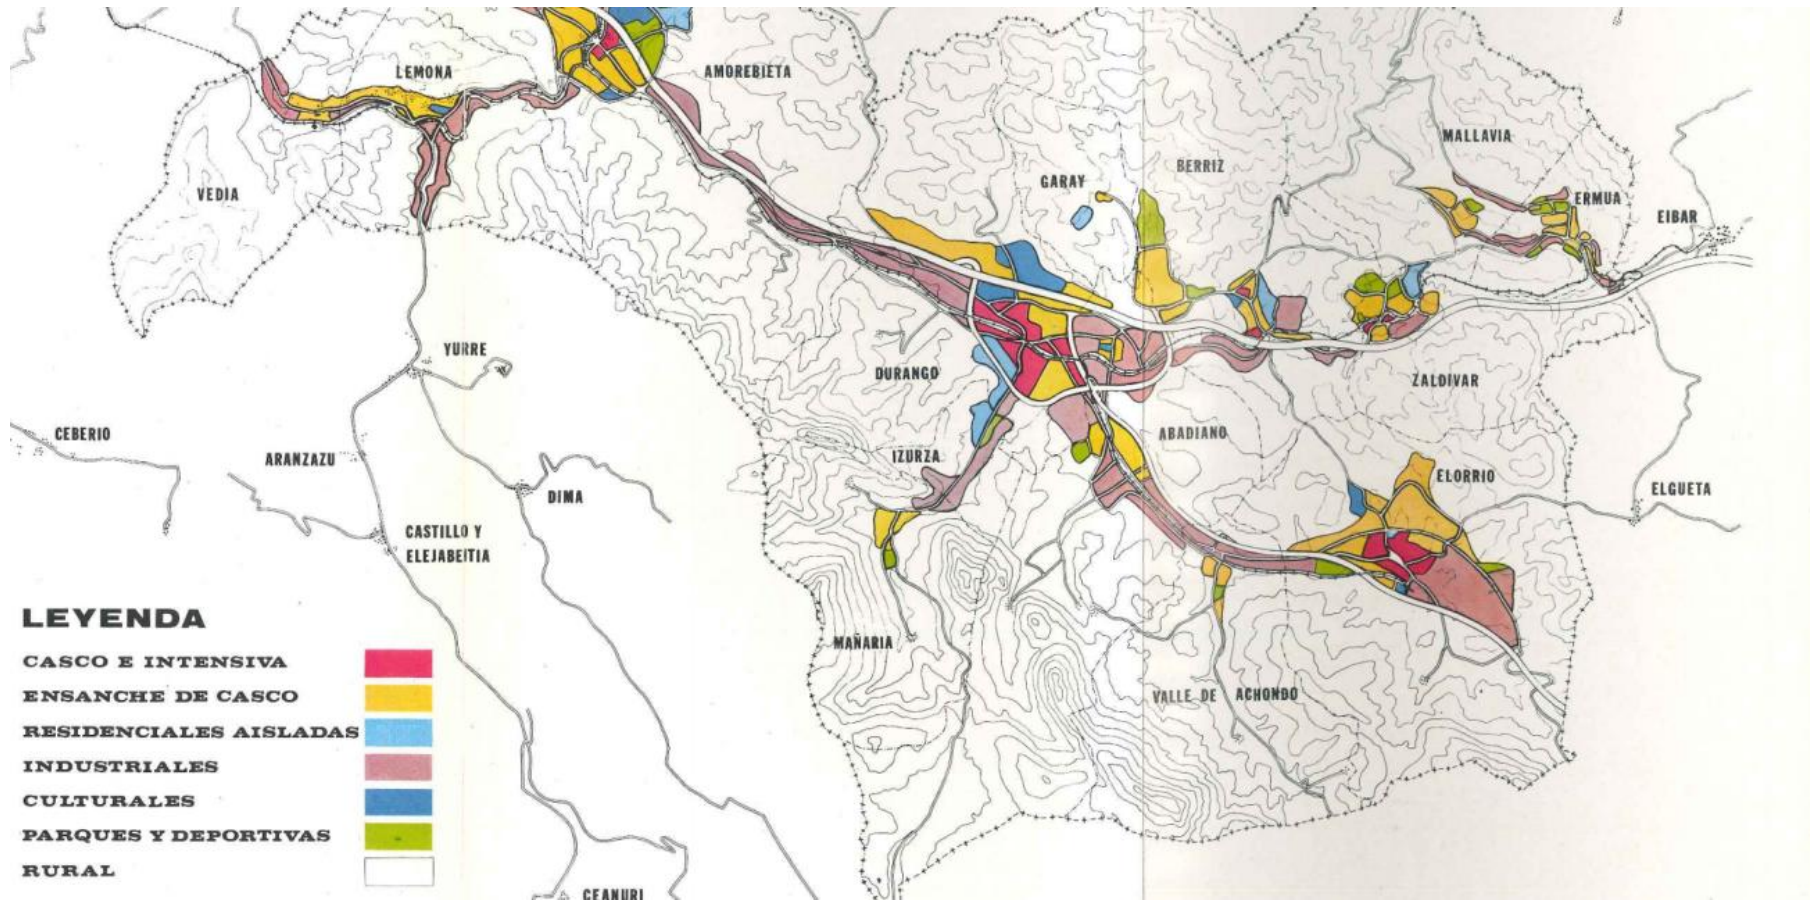 LEMONA
AMOREBIETA
VEDIA
GARAY
BERRIZ
MALLAVIA
ERMUA
EIBAR
YURRE
DURANGO
ZALDIVAR
CEBERIO
ARANZAZU
DIMA
IZURZA
ABADIANO
ELORRIO
ELGUETA
CASTILLO Y
ELEJABEITIA
MAÑARIA
VALLE DE ACHONDO
CEANURI
LEYENDA
CASCO E INTENSIVA
ENSANCHE DE CASCO
RESIDENCIALES AISLADAS
INDUSTRIALES
CULTURALES
PARQUES Y DEPORTIVAS
RURAL